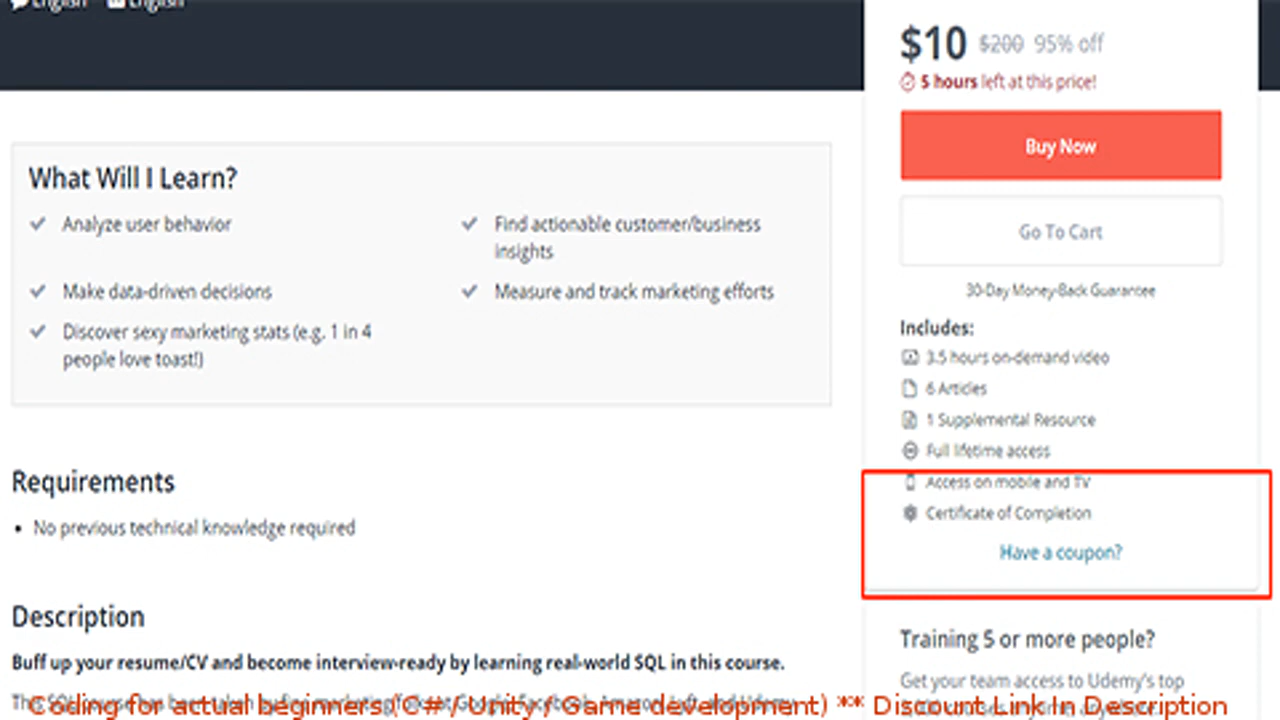 English English
$10 $200 95% off
5 hours left at this price!
Buy Now
Go To Cart
30-Day Money-Back Guarantee
Includes:
3.5 hours on-demand video
6 Articles
1 Supplemental Resource
Full lifetime access
Access on mobile and TV
Certificate of Completion
Have a coupon?
Training 5 or more people?
Get your team access to Udemy's top
What Will I Learn?
Analyze user behavior
Find actionable customer/business
insights
Make data-driven decisions
Measure and track marketing efforts
Discover sexy marketing stats (e.g. 1 in 4
people love toast!)
Requirements
• No previous technical knowledge required
Description
Buff up your resume/CV and become interview-ready by learning real-world SQL in this course.
Coding for actual beginners (C# / Unity / Game development) ** Discount Link in Description